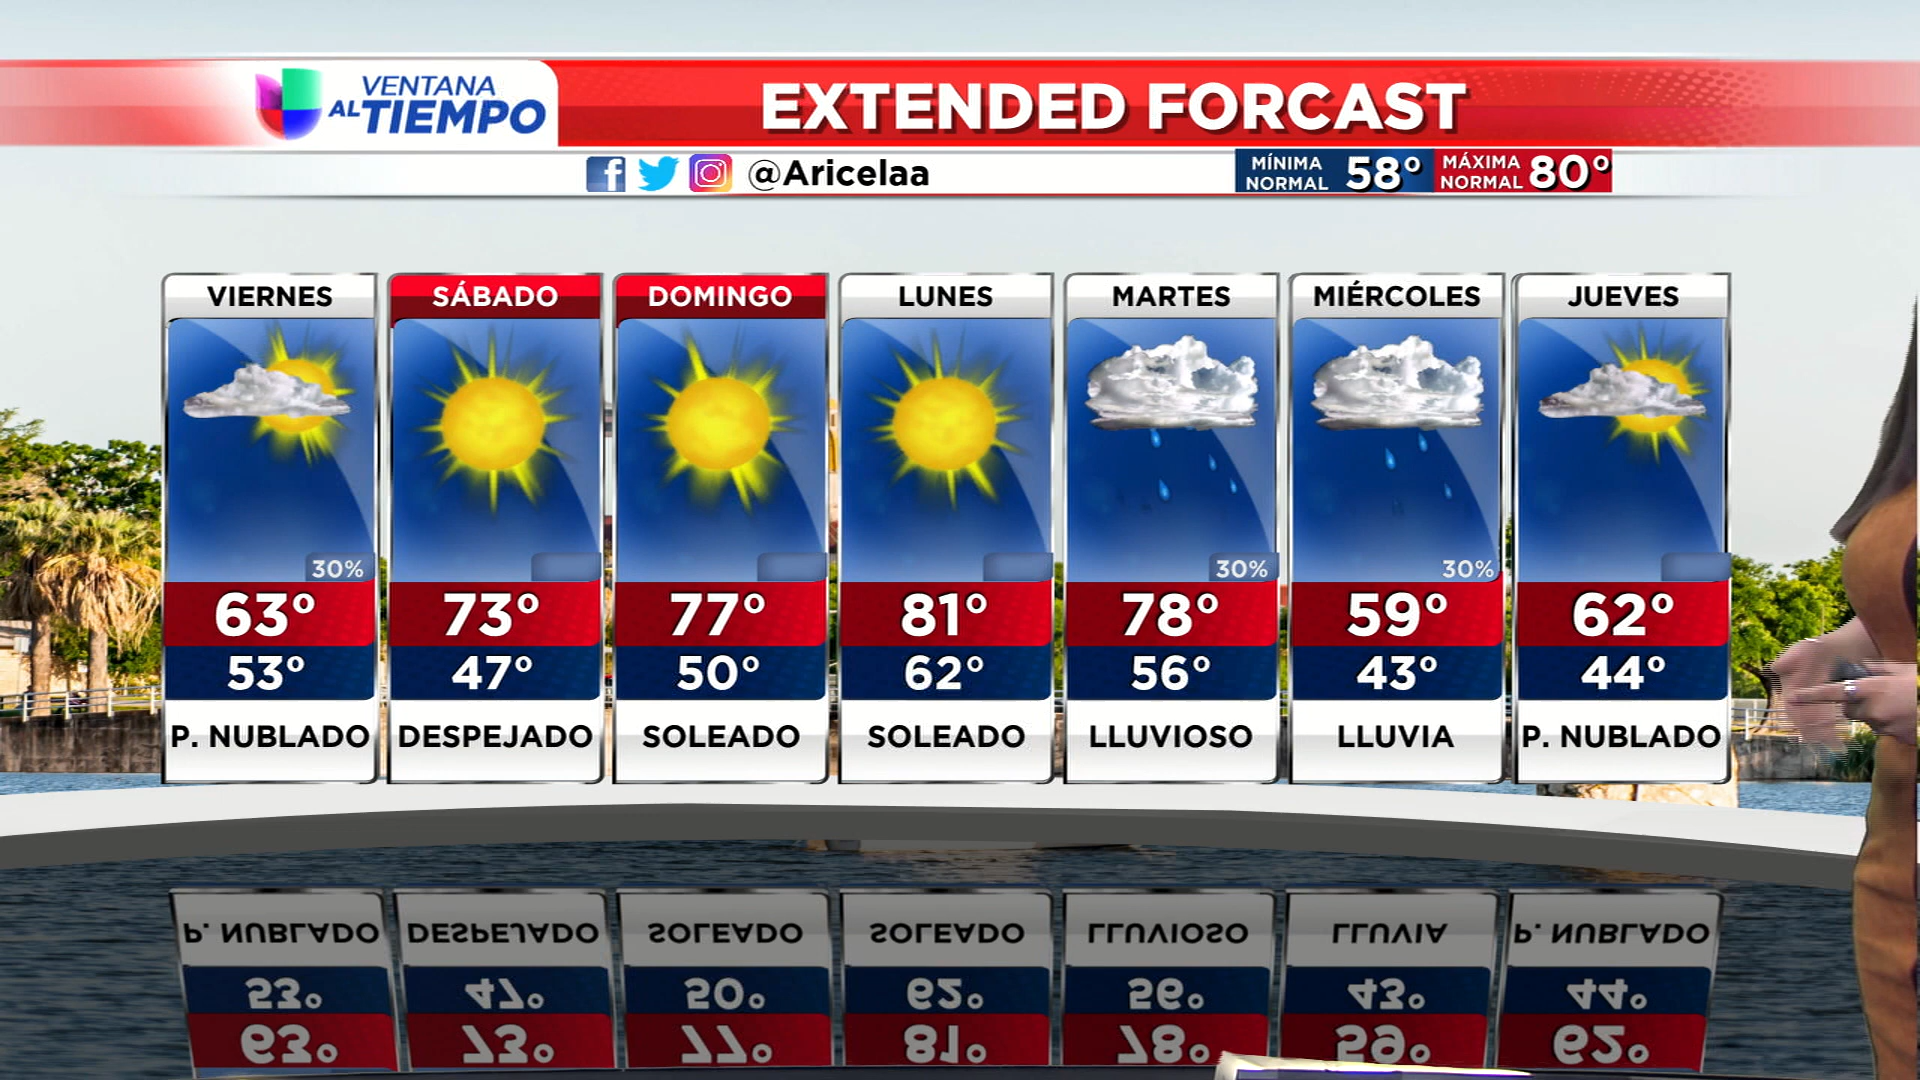 VENTANA
AL TIEMPO
EXTENDED FORCAST
@Aricelaa
MÍNIMA NORMAL 58°
MÁXIMA NORMAL 80°
VIERNES
30%
63°
53°
P. NUBLADO
SÁBADO
73°
47°
DESPEJADO
DOMINGO
77°
50°
SOLEADO
LUNES
81°
62°
SOLEADO
MARTES
30%
78°
56°
LLUVIOSO
MIÉRCOLES
30%
59°
43°
LLUVIA
JUEVES
62°
44°
P. NUBLADO